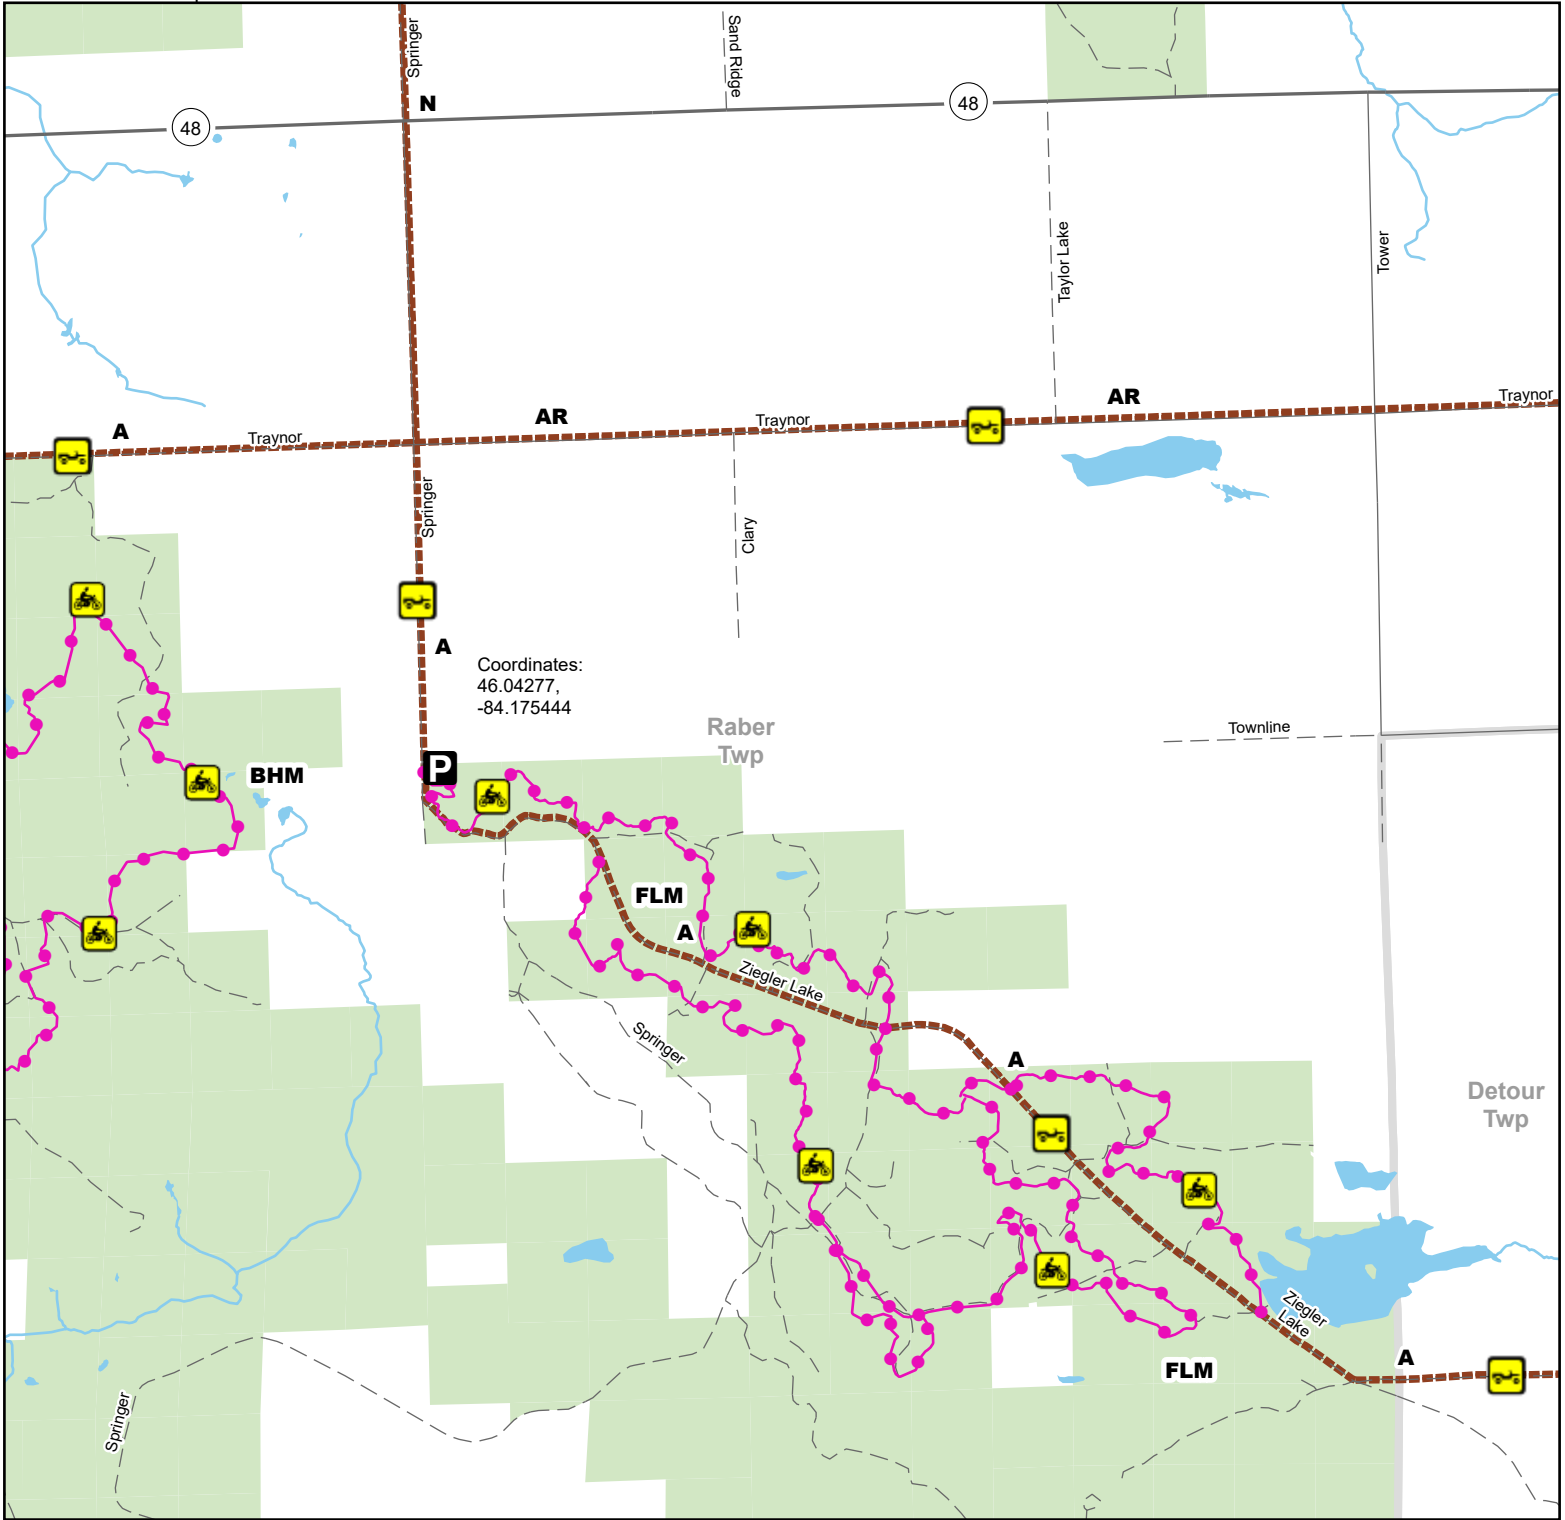 Springer
Sand Ridge
N
48
48
Taylor Lake
Tower
A
Traynor
AR
Traynor
AR
Traynor
Springer
Clary
A
Coordinates:
46.04277,
-84.175444
Raber
Twp
Townline
P
BHM
FLM
A
Ziegler Lake
Springer
A
Detour
Twp
Ziegler
Lake
FLM
A
Springer